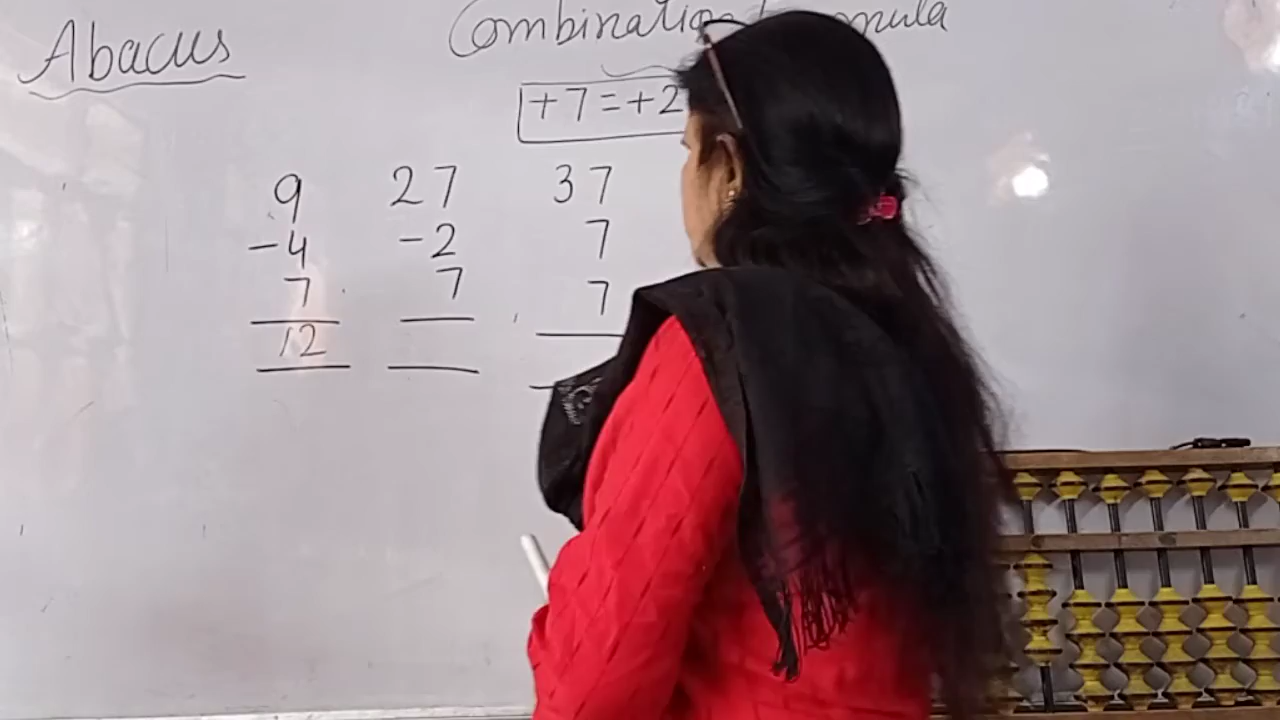 Abacus
Combination
+7=+2
9 27 37
-4 -2 7
7 7 7
12